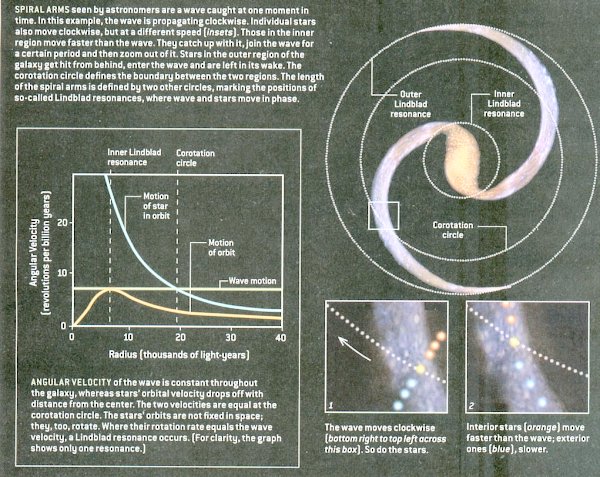 SPIRAL ARMS seen by astronomers are a wave caught at one moment in
time. In this example, the wave is propagating clockwise. Individual stars
also move clockwise, but at a different speed (insets). Those in the inner
region move faster than the wave. They catch up with it, join the wave for
a certain period and then zoom out of it. Stars in the outer region of the
galaxy get hit from behind, enter the wave and are left in its wake. The
corotation circle defines the boundary between the two regions. The length
of the spiral arms is defined by two other circles, marking the positions of
so-called Lindblad resonances, where wave and stars move in phase.
Outer
Lindblad
resonance
Inner
Lindblad
resonance
Corotation
circle
Inner Lindblad
resonance
Corotation
circle
Motion
of star
in orbit
Motion
of orbit
Wave motion
Angular Velocity
(revolutions per billion years)
20
10
0
0
10
20
30
40
Radius (thousands of light-years)
ANGULAR VELOCITY of the wave is constant throughout
the galaxy, whereas stars' orbital velocity drops off with
distance from the center. The two velocities are equal at the
corotation circle. The stars' orbits are not fixed in space;
they, too, rotate. Where their rotation rate equals the wave
velocity, a Lindblad resonance occurs. (For clarity, the graph
shows only one resonance.)
1
2
The wave moves clockwise
(bottom right to top left across
this box). So do the stars.
Interior stars (orange) move
faster than the wave; exterior
ones (blue), slower.